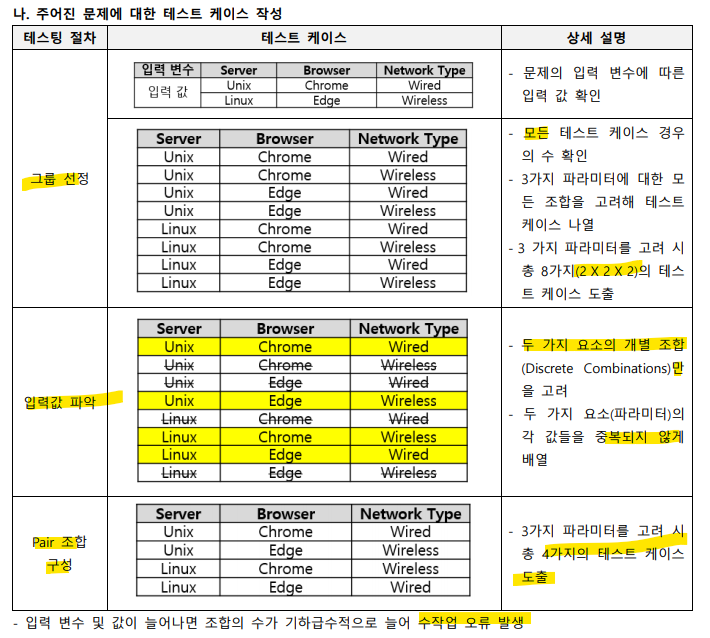 나. 주어진 문제에 대한 테스트 케이스 작성
테스팅 절차 테스트 케이스 상세 설명
그룹 선정
입력 변수 Server Browser Network Type
입력 값 Unix Chrome Wired
Linux Edge Wireless
- 문제의 입력 변수에 따른
입력 값 확인
Server Browser Network Type
Unix Chrome Wired
Unix Chrome Wireless
Unix Edge Wired
Unix Edge Wireless
Linux Chrome Wired
Linux Chrome Wireless
Linux Edge Wired
Linux Edge Wireless
- 모든 테스트 케이스 경우
의 수 확인
- 3가지 파라미터에 대한 모
든 조합을 고려해 테스트
케이스 나열
- 3 가지 파라미터를 고려 시
총 8가지(2 X 2 X 2)의 테스
트 케이스 도출
입력값 파악
Server Browser Network Type
Unix Chrome Wired
Unix Chrome Wireless
Unix Edge Wired
Unix Edge Wireless
Linux Chrome Wired
Linux Chrome Wireless
Linux Edge Wired
Linux Edge Wireless
- 두 가지 요소의 개별 조합
(Discrete Combinations)만
을 고려
- 두 가지 요소(파라미터)의
각 값들을 중복되지 않게
배열
Pair 조합
구성
Server Browser Network Type
Unix Chrome Wired
Unix Edge Wireless
Linux Chrome Wireless
Linux Edge Wired
- 3가지 파라미터를 고려 시
총 4가지의 테스트 케이스
도출
- 입력 변수 및 값이 늘어나면 조합의 수가 기하급수적으로 늘어 수작업 오류 발생